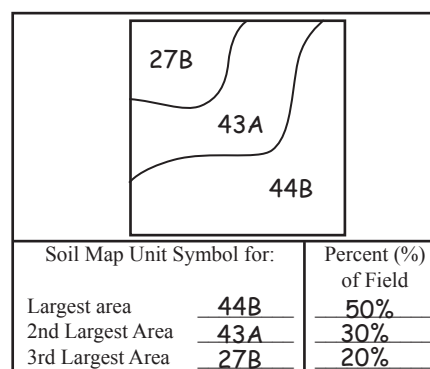 27B
43A
44B
Soil Map Unit Symbol for: Percent (%)
of Field
Largest area 44B 50%
2nd Largest Area 43A 30%
3rd Largest Area 27B 20%